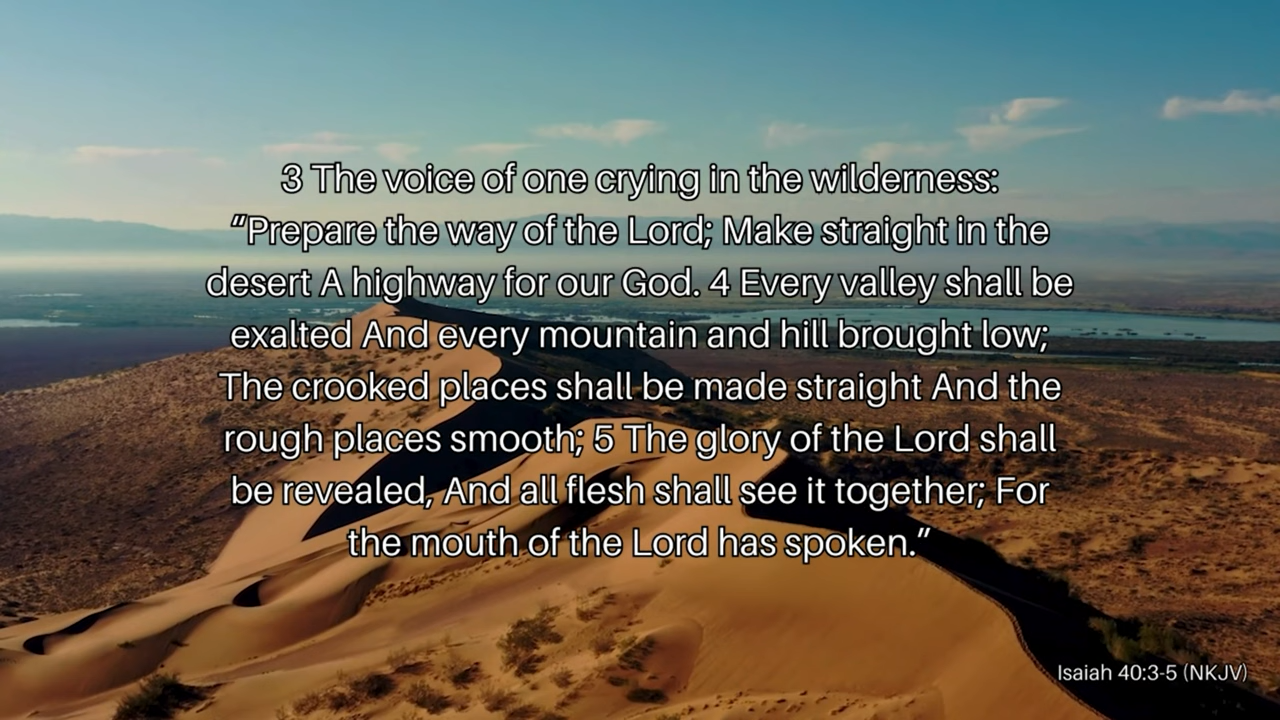 3 The voice of one crying in the wilderness:
“Prepare the way of the Lord; Make straight in the
desert A highway for our God. 4 Every valley shall be
exalted And every mountain and hill brought low;
The crooked places shall be made straight And the
rough places smooth; 5 The glory of the Lord shall
be revealed, And all flesh shall see it together; For
the mouth of the Lord has spoken.”
Isaiah 40:3-5 (NKJV)